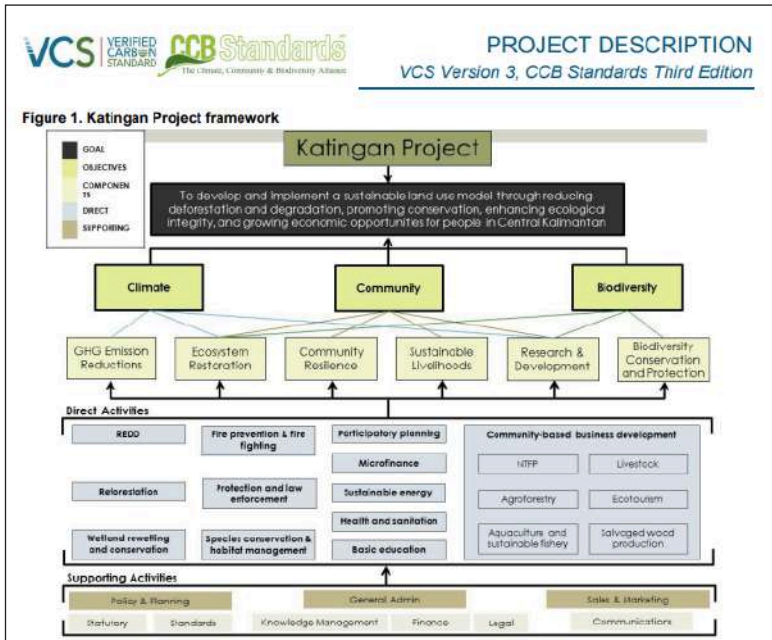 VCS
VERIFIED
CARBON
STANDARD
CCB Standards
The Climate, Community & Biodiversity Alliance
PROJECT DESCRIPTION
VCS Version 3, CCB Standards Third Edition
Figure 1. Katingan Project framework
GOAL
OBJECTIVES
COMPONEN
TS
DIRECT
SUPPORTING
Katingan Project
To develop and implement a sustainable land use model through reducing
deforestation and degradation, promoting conservation, enhancing ecological
integrity, and growing economic opportunities for people in Central Kalimantan
Climate
Community
Biodiversity
GHG Emission
Reductions
Ecosystem
Restoration
Community
Resilience
Sustainable
Livelihoods
Research &
Development
Biodiversity
Conservation
and Protection
Direct Activities
REDD
Reforestation
Wetland rewetting
and conservation
Fire prevention & fire
fighting
Protection and law
enforcement
Species conservation &
habitat management
Participatory planning
Microfinance
Sustainable energy
Health and sanitation
Basic education
Community-based business development
NTFP
Livestock
Agroforestry
Ecotourism
Aquaculture and
sustainable fishery
Salvaged wood
production
Supporting Activities
Policy & Planning
General Admin
Sales & Marketing
Statutory
Standards
Knowledge Management
Finance
Legal
Communications